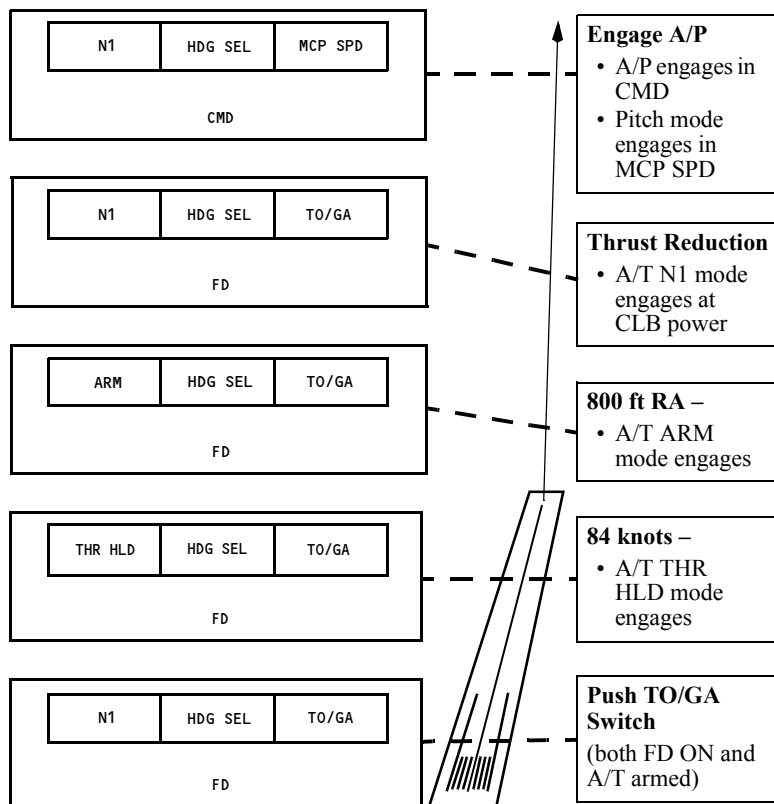 N1 HDG SEL MCP SPD
CMD
Engage A/P
• A/P engages in
CMD
• Pitch mode
engages in
MCP SPD
N1 HDG SEL TO/GA
FD
Thrust Reduction
• A/T N1 mode
engages at
CLB power
ARM HDG SEL TO/GA
FD
800 ft RA –
• A/T ARM
mode engages
THR HLD HDG SEL TO/GA
FD
84 knots –
• A/T THR
HLD mode
engages
N1 HDG SEL TO/GA
FD
Push TO/GA
Switch
(both FD ON and
A/T armed)